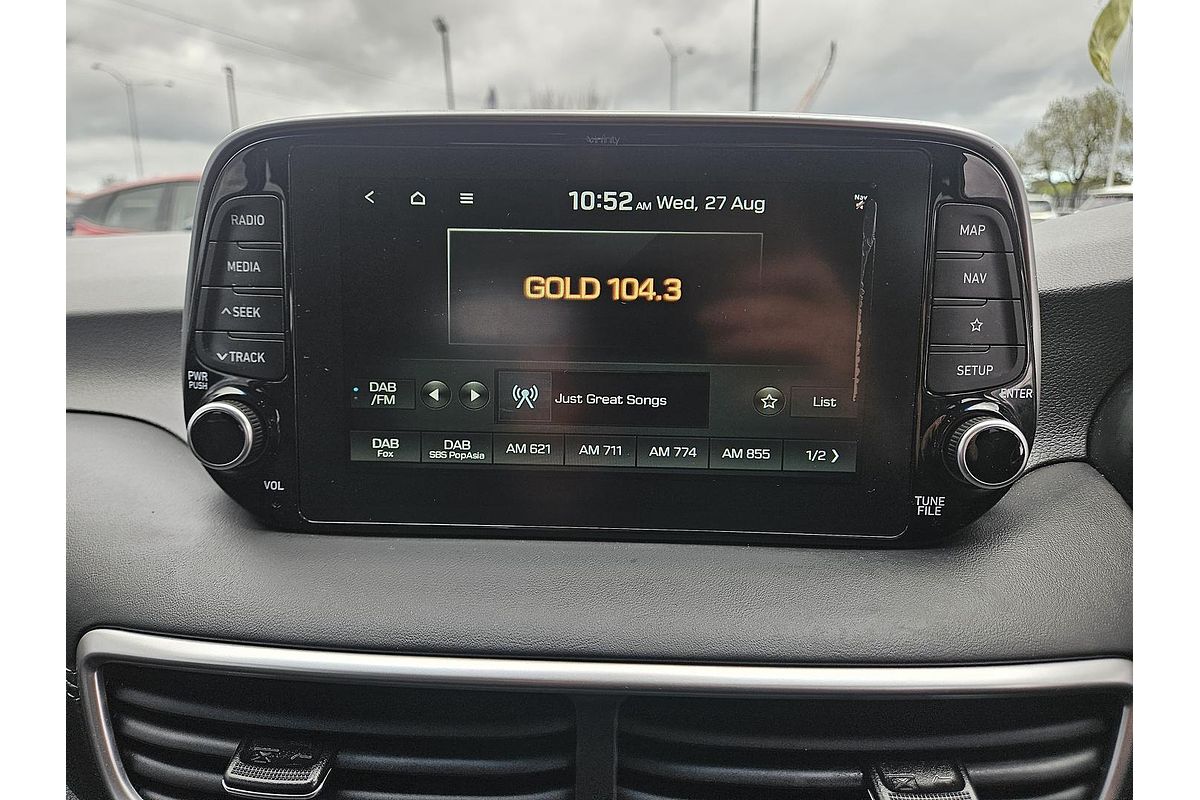 infinity
10:52 AM Wed, 27 Aug
Nav
RADIO
MEDIA
SEEK
TRACK
PWR
PUSH
VOL
GOLD 104.3
DAB
/FM
Just Great Songs
List
DAB
Fox
DAB
SBS PopAsia
AM 621
AM 711
AM 774
AM 855
1/2
MAP
NAV
SETUP
ENTER
TUNE
FILE